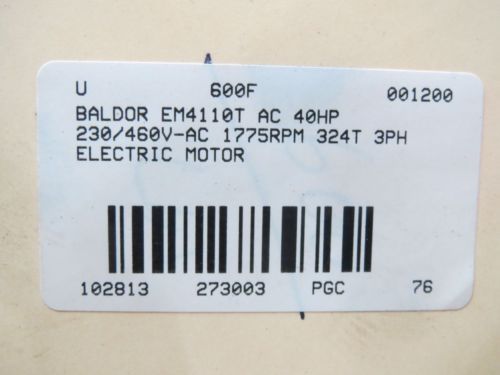 U 600F 001200
BALDOR EM4110T AC 40HP
230/460V-AC 1775RPM 324T 3PH
ELECTRIC MOTOR
102813 273003 PGC 76